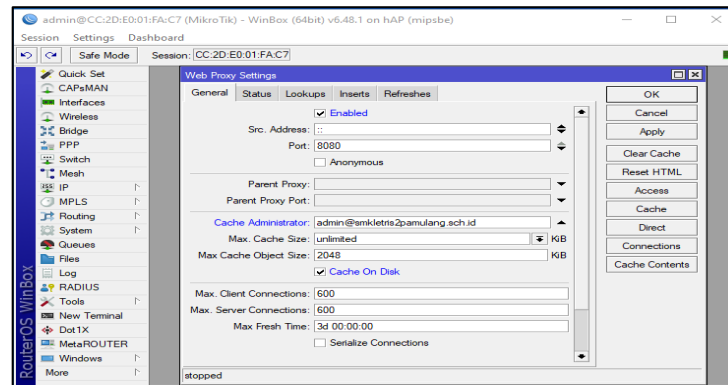 admin@CC:2D:E0:01:FA:C7 (MikroTik) - WinBox (64bit) v6.48.1 on hAP (mipsbe)
Session Settings Dashboard
Safe Mode Session: CC:2D:E0:01:FA:C7
Quick Set
CAPsMAN
Interfaces
Wireless
Bridge
PPP
Switch
Mesh
IP
MPLS
Routing
System
Queues
Files
Log
RADIUS
Tools
New Terminal
Dot1X
MetaROUTER
Windows
More
RouterOS WinBox
Web Proxy Settings
General Status Lookups Inserts Refreshes
Enabled
Src. Address: ::
Port: 8080
Anonymous
Parent Proxy:
Parent Proxy Port:
Cache Administrator: admin@smkletris2pamulang.sch.id
Max. Cache Size: unlimited KiB
Max Cache Object Size: 2048 KiB
Cache On Disk
Max. Client Connections: 600
Max. Server Connections: 600
Max Fresh Time: 3d 00:00:00
Serialize Connections
stopped
OK
Cancel
Apply
Clear Cache
Reset HTML
Access
Cache
Direct
Connections
Cache Contents